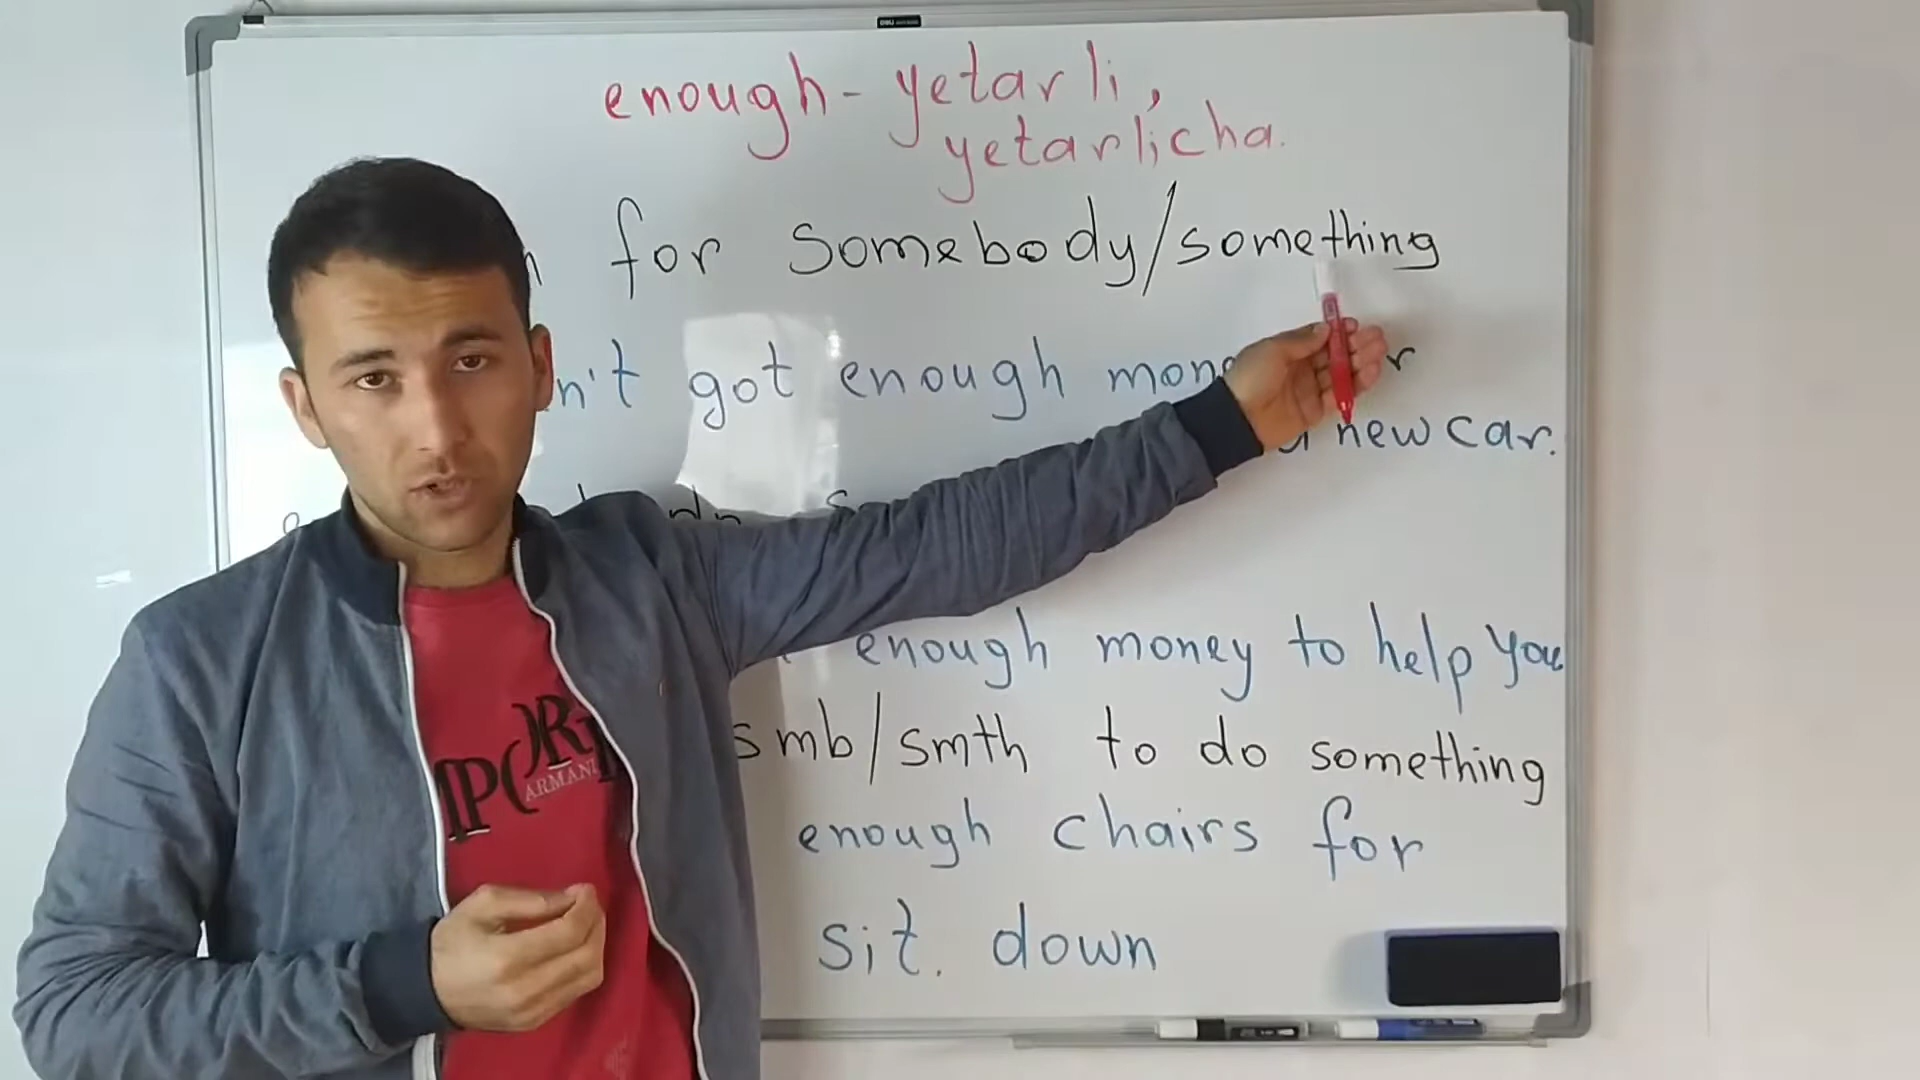 enough - yetarli,
yetarlicha.
for somebody/something
n't got enough
new car.
enough money to help you
smb/smth to do something
enough chairs for
sit. down
ARMANI